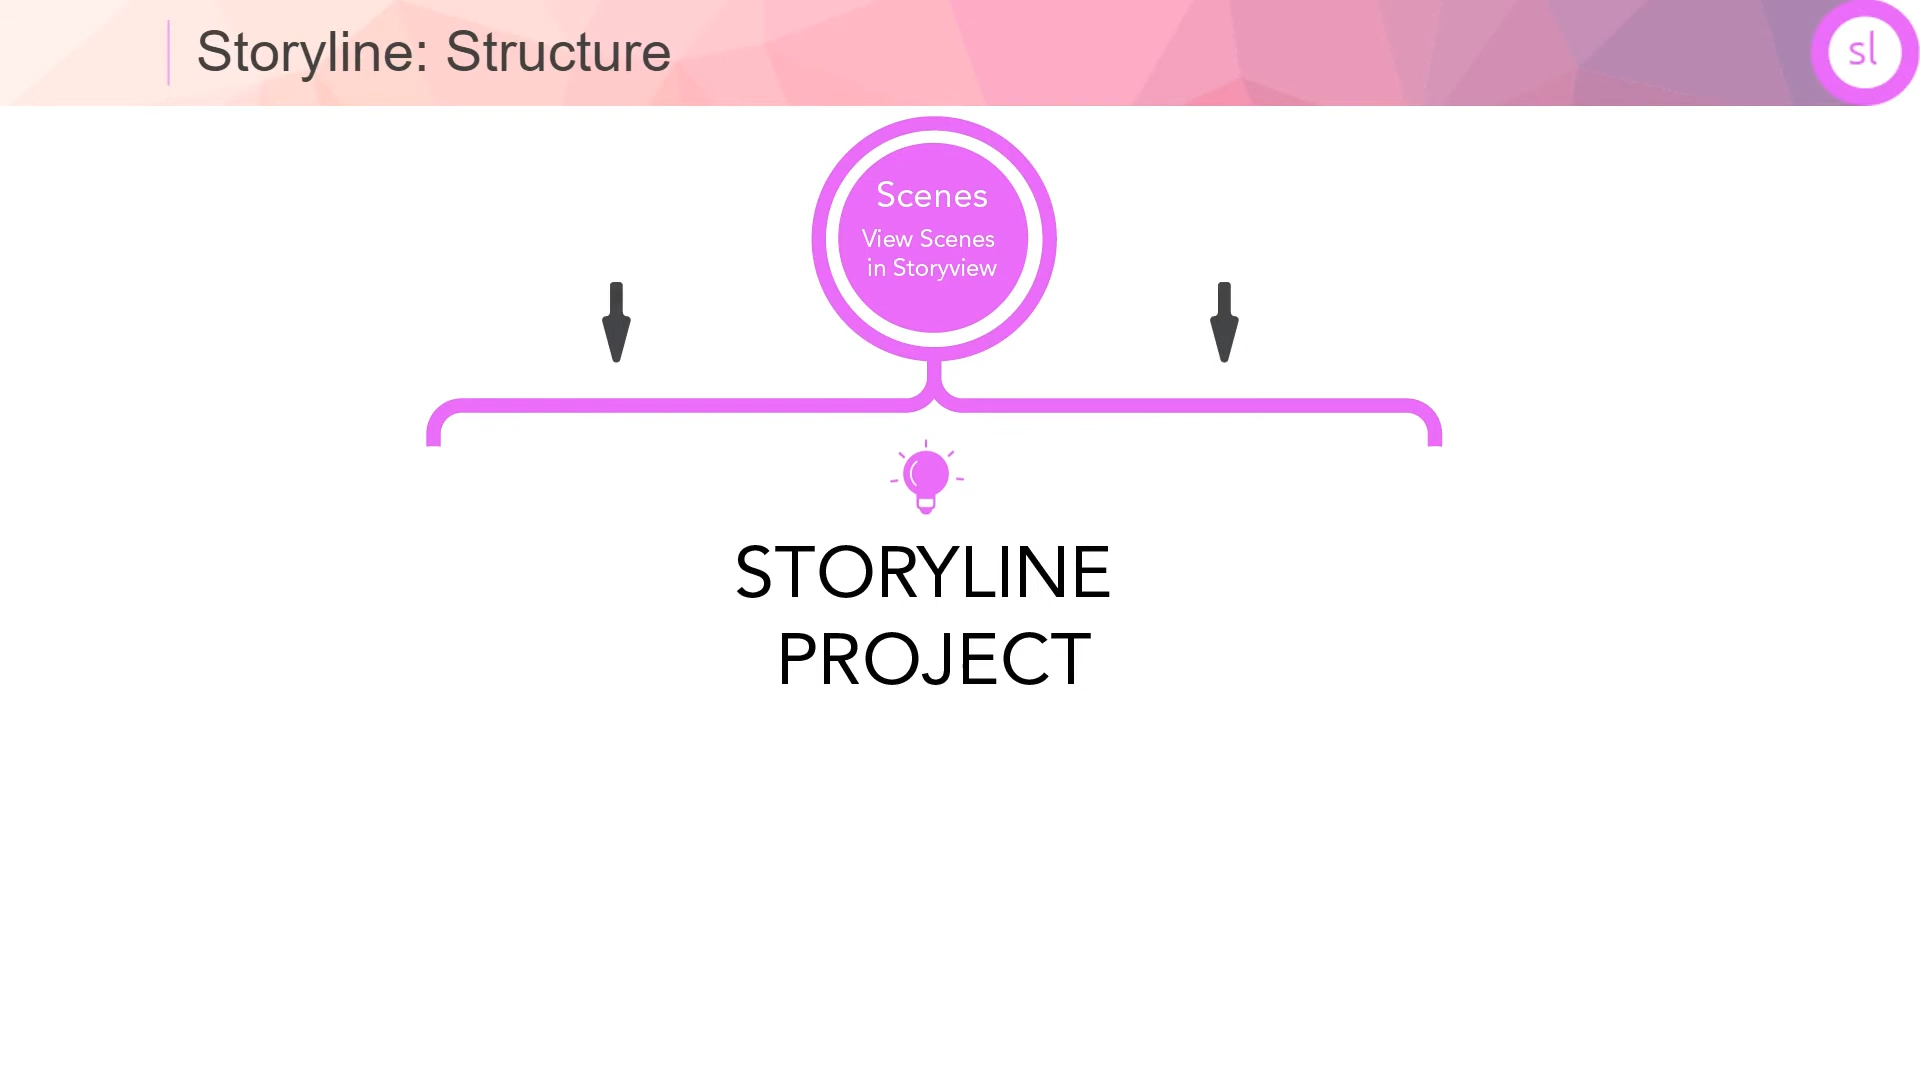 Storyline: Structure
sl
Scenes
View Scenes
in Storyview
STORYLINE
PROJECT